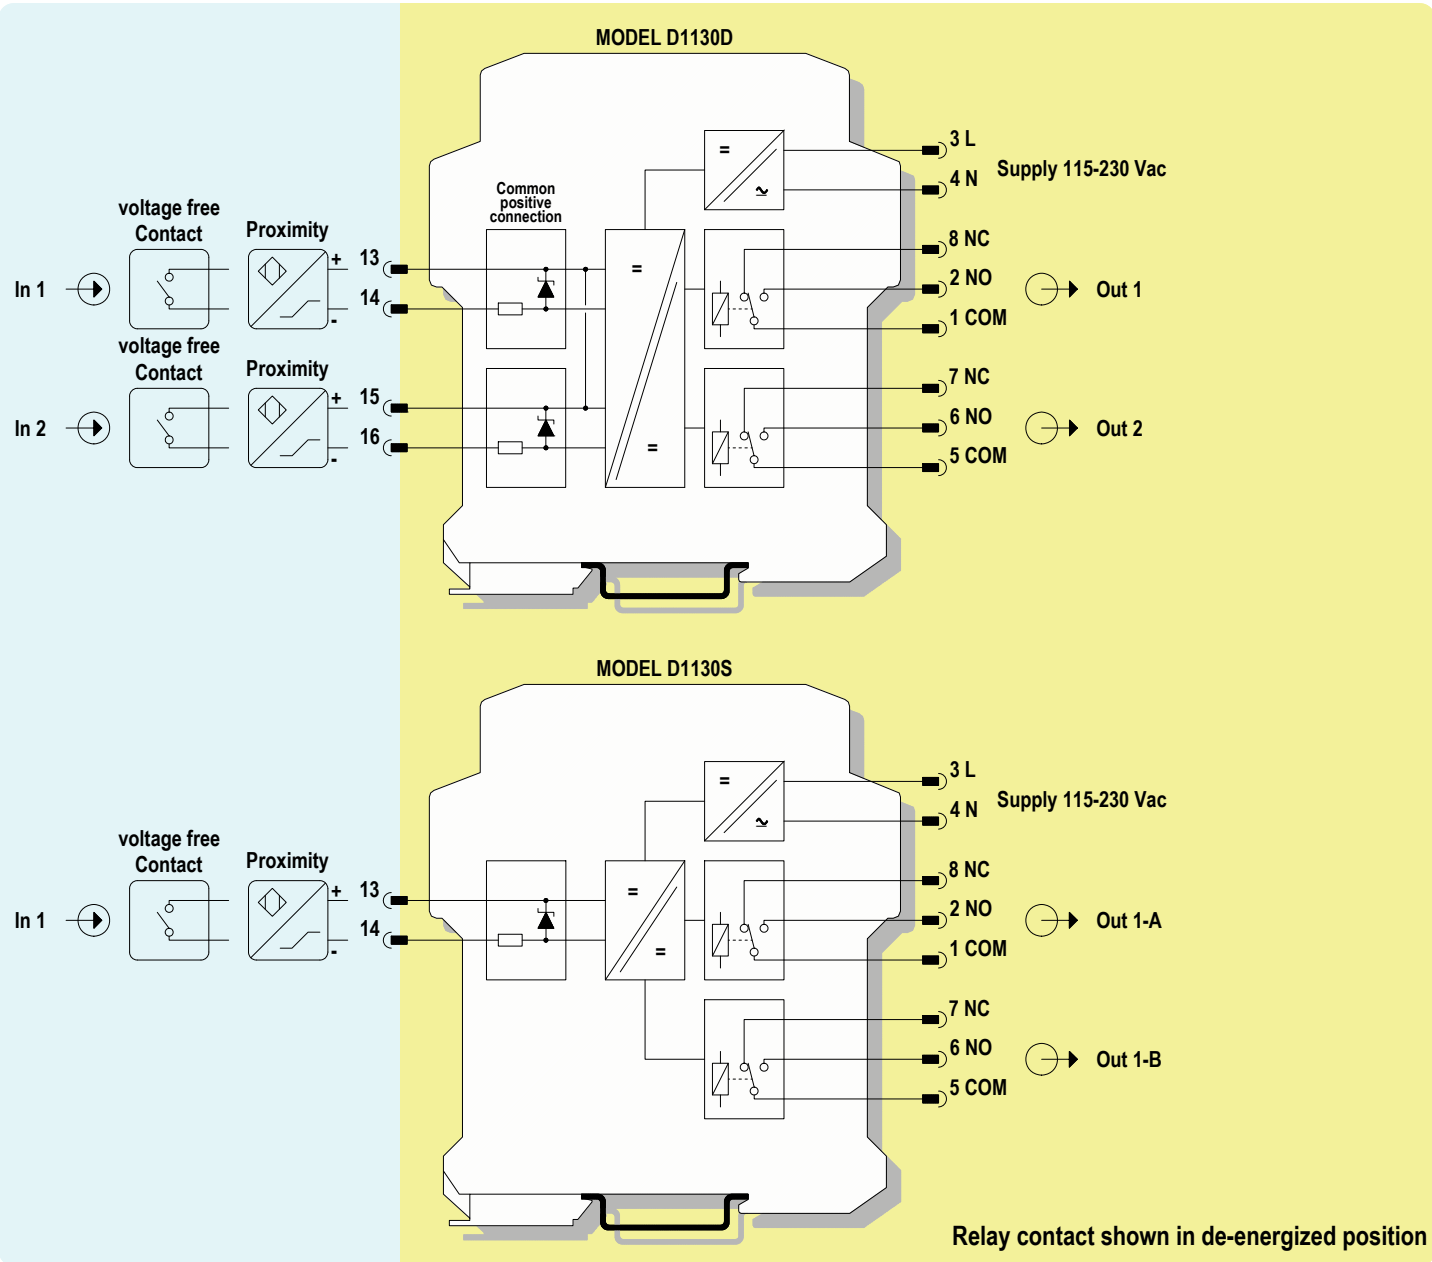 MODEL D1130D
3 L
Supply 115-230 Vac
4 N
Common
positive
connection
voltage free
Contact
Proximity
In 1
+
-
13
14
8 NC
2 NO
1 COM
Out 1
voltage free
Contact
Proximity
In 2
+
-
15
16
7 NC
6 NO
5 COM
Out 2
MODEL D1130S
3 L
Supply 115-230 Vac
4 N
voltage free
Contact
Proximity
In 1
+
-
13
14
8 NC
2 NO
1 COM
Out 1-A
7 NC
6 NO
5 COM
Out 1-B
Relay contact shown in de-energized position